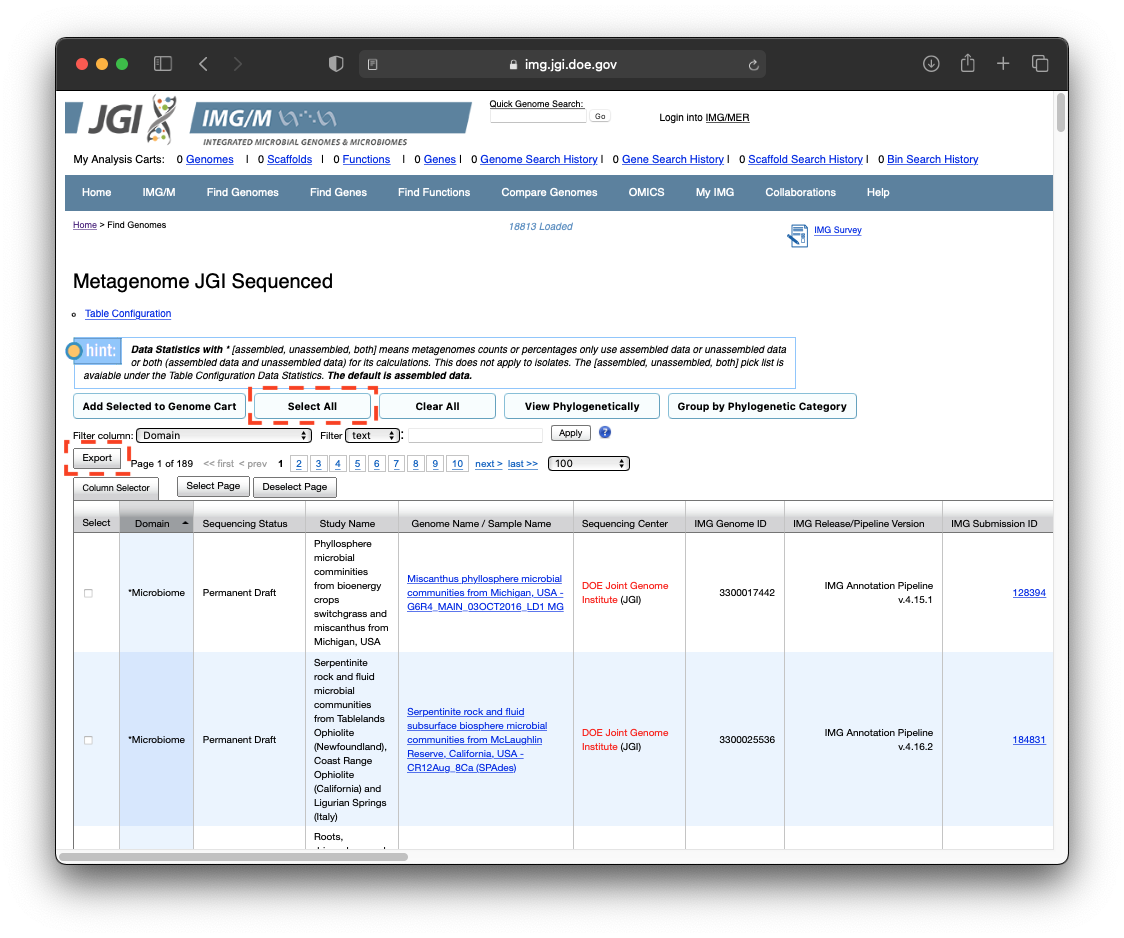 img.jgi.doe.gov
JGI
IMG/M
INTEGRATED MICROBIAL GENOMES & MICROBIOMES
Quick Genome Search:
Go
Login into IMG/MER
My Analysis Carts: 0 Genomes | 0 Scaffolds | 0 Functions | 0 Genes | 0 Genome Search History | 0 Gene Search History | 0 Scaffold Search History | 0 Bin Search History
Home IMG/M Find Genomes Find Genes Find Functions Compare Genomes OMICS My IMG Collaborations Help
Home > Find Genomes
18813 Loaded
IMG Survey
Metagenome JGI Sequenced
Table Configuration
hint:
Data Statistics with * [assembled, unassembled, both] means metagenomes counts or percentages only use assembled data or unassembled data
or both (assembled data and unassembled data) for its calculations. This does not apply to isolates. The [assembled, unassembled, both] pick list is
avaiable under the Table Configuration Data Statistics. The default is assembled data.
Add Selected to Genome Cart Select All Clear All View Phylogenetically Group by Phylogenetic Category
Filter column: Domain Filter text : Apply ?
Export Page 1 of 189 << first < prev 1 2 3 4 5 6 7 8 9 10 next > last >> 100
Column Selector Select Page Deselect Page
Select Domain Sequencing Status Study Name Genome Name / Sample Name Sequencing Center IMG Genome ID IMG Release/Pipeline Version IMG Submission ID
*Microbiome
Permanent Draft
Phyllosphere
microbial
comminities
from bioenergy
crops
switchgrass and
miscanthus from
Michigan, USA
Miscanthus phyllosphere microbial
communities from Michigan, USA -
G6R4_MAIN_03OCT2016_LD1 MG
DOE Joint Genome
Institute (JGI)
3300017442
IMG Annotation Pipeline
v.4.15.1
128394
*Microbiome
Permanent Draft
Serpentinite
rock and fluid
microbial
communities
from Tablelands
Ophiolite
(Newfoundland),
Coast Range
Ophiolite
(California) and
Ligurian Springs
(Italy)
Serpentinite rock and fluid
subsurface biosphere microbial
communities from McLaughlin
Reserve, California, USA -
CR12Aug_8Ca (SPAdes)
DOE Joint Genome
Institute (JGI)
3300025536
IMG Annotation Pipeline
v.4.16.2
184831
Roots,